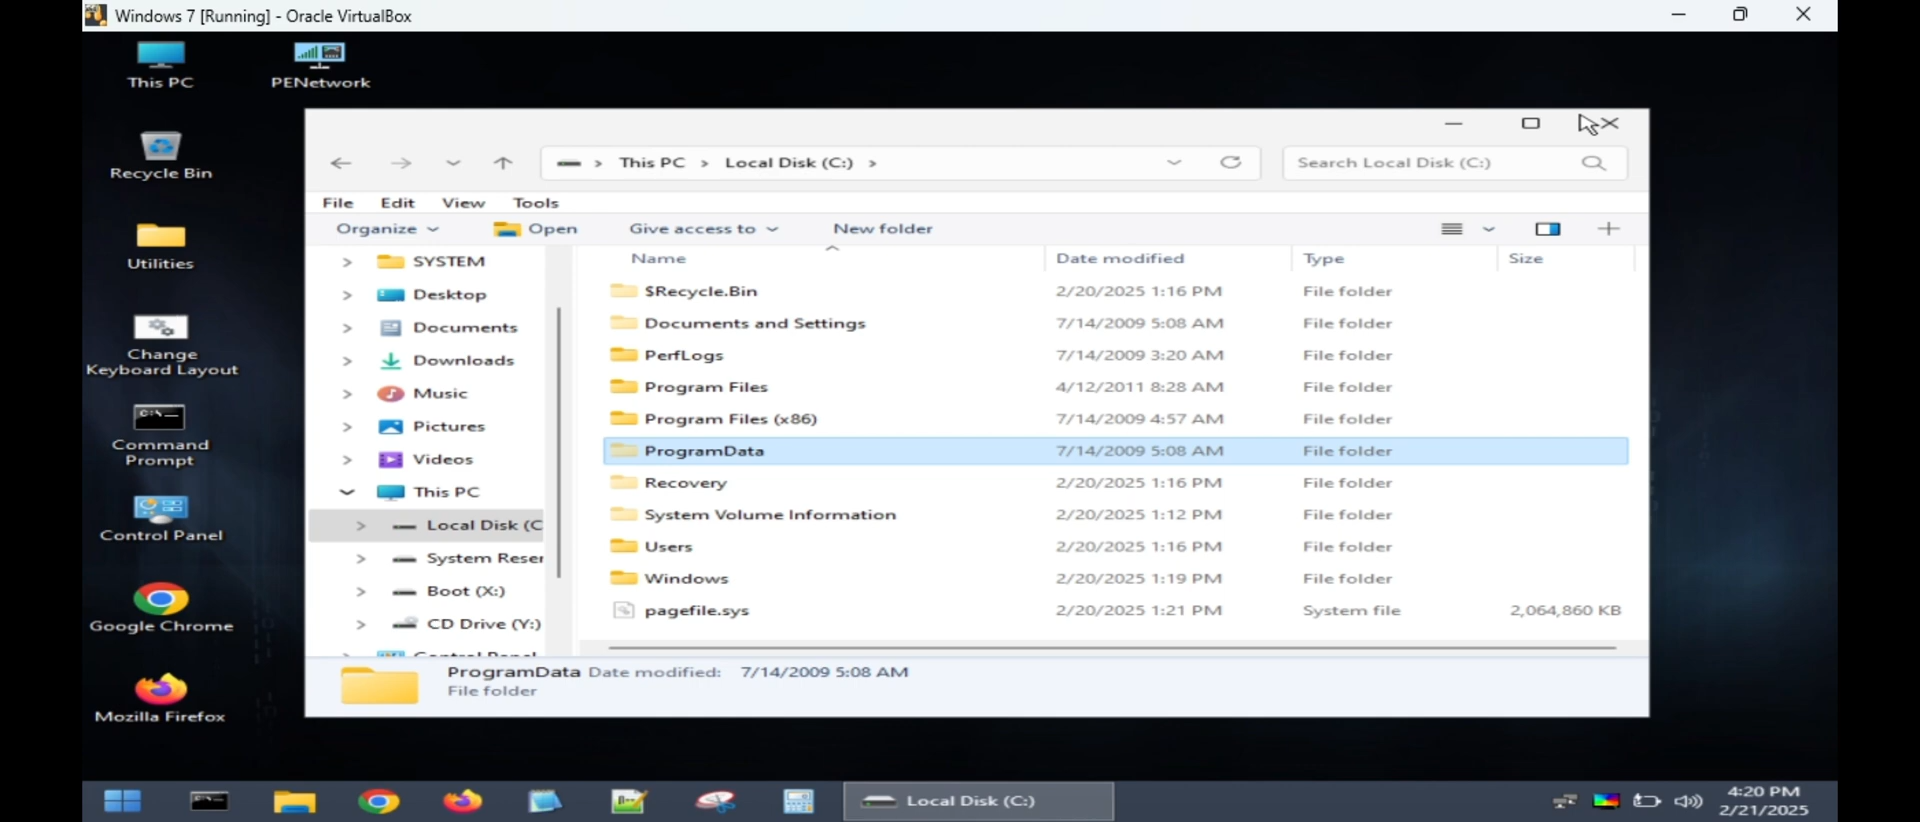 Windows 7 [Running] - Oracle VirtualBox
This PC
PENetwork
Recycle Bin
Utilities
Change
Keyboard Layout
Command
Prompt
Control Panel
Google Chrome
Mozilla Firefox
This PC > Local Disk (C:) >
Search Local Disk (C:)
File Edit View Tools
Organize Open Give access to New folder
SYSTEM
Desktop
Documents
Downloads
Music
Pictures
Videos
This PC
Local Disk (C
System Reser
Boot (X:)
CD Drive (Y:)
Control Panel
Name Date modified Type Size
$Recycle.Bin 2/20/2025 1:16 PM File folder
Documents and Settings 7/14/2009 5:08 AM File folder
PerfLogs 7/14/2009 3:20 AM File folder
Program Files 4/12/2011 8:28 AM File folder
Program Files (x86) 7/14/2009 4:57 AM File folder
ProgramData 7/14/2009 5:08 AM File folder
Recovery 2/20/2025 1:16 PM File folder
System Volume Information 2/20/2025 1:12 PM File folder
Users 2/20/2025 1:16 PM File folder
Windows 2/20/2025 1:19 PM File folder
pagefile.sys 2/20/2025 1:21 PM System file 2,064,860 KB
ProgramData Date modified: 7/14/2009 5:08 AM
File folder
Local Disk (C:)
4:20 PM
2/21/2025